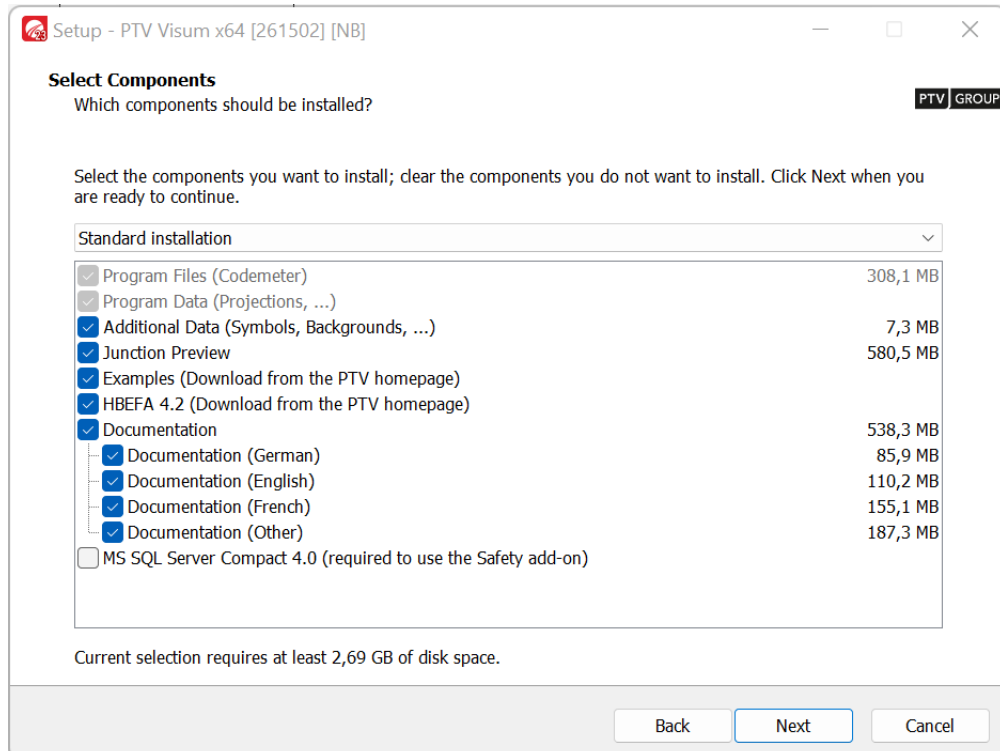 23
Setup - PTV Visum x64 [261502] [NB]
Select Components
Which components should be installed?
PTV GROUP
Select the components you want to install; clear the components you do not want to install. Click Next when you
are ready to continue.
Standard installation
Program Files (Codemeter) 308,1 MB
Program Data (Projections, ...)
Additional Data (Symbols, Backgrounds, ...) 7,3 MB
Junction Preview 580,5 MB
Examples (Download from the PTV homepage)
HBEFA 4.2 (Download from the PTV homepage)
Documentation 538,3 MB
Documentation (German) 85,9 MB
Documentation (English) 110,2 MB
Documentation (French) 155,1 MB
Documentation (Other) 187,3 MB
MS SQL Server Compact 4.0 (required to use the Safety add-on)
Current selection requires at least 2,69 GB of disk space.
Back Next Cancel